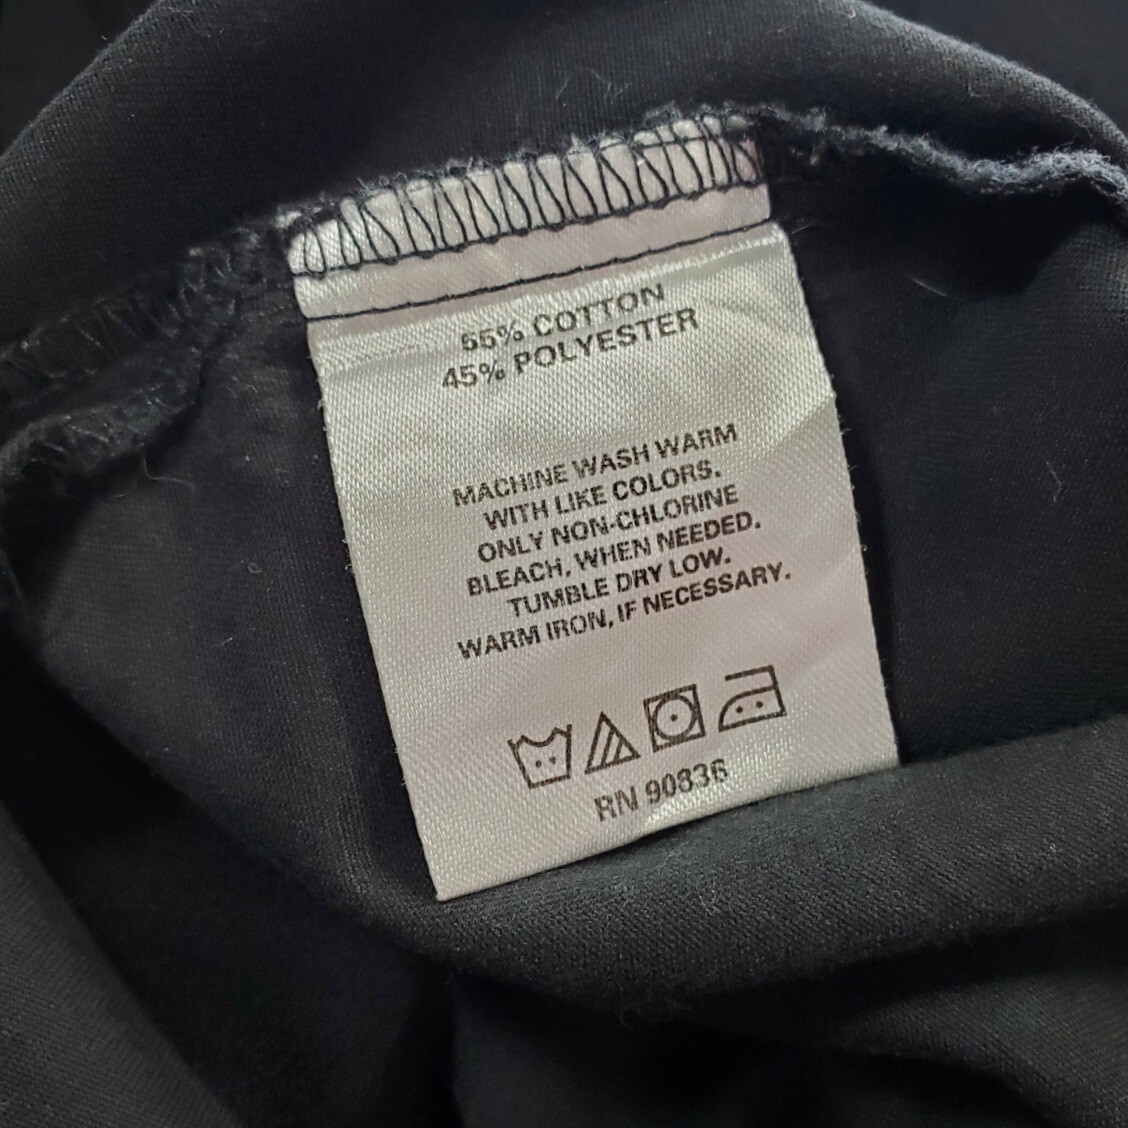 55% COTTON
45% POLYESTER
MACHINE WASH WARM
WITH LIKE COLORS.
ONLY NON-CHLORINE
BLEACH, WHEN NEEDED.
TUMBLE DRY LOW.
WARM IRON, IF NECESSARY.
RN 90836